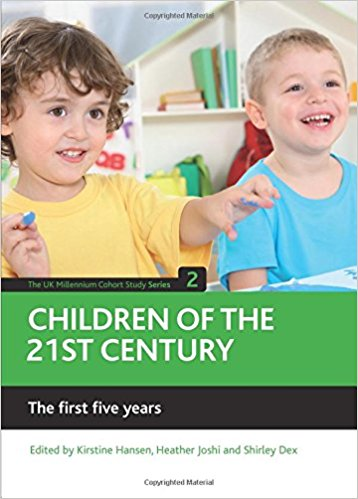 Copyrighted Material
The UK Millennium Cohort Study Series 2
CHILDREN OF THE
21ST CENTURY
The first five years
Edited by Kirstine Hansen, Heather Joshi and Shirley Dex
Copyrighted Material